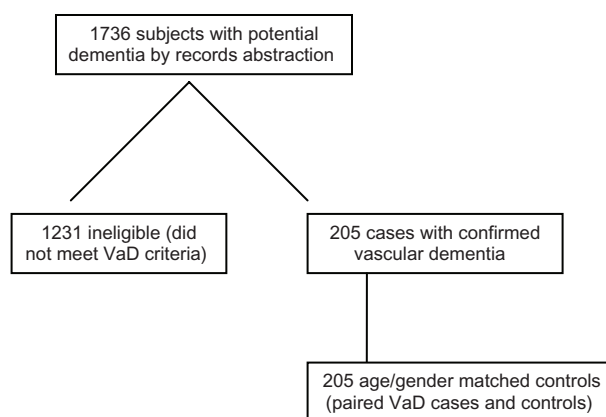 1736 subjects with potential
dementia by records abstraction
1231 ineligible (did
not meet VaD criteria)
205 cases with confirmed
vascular dementia
205 age/gender matched controls
(paired VaD cases and controls)